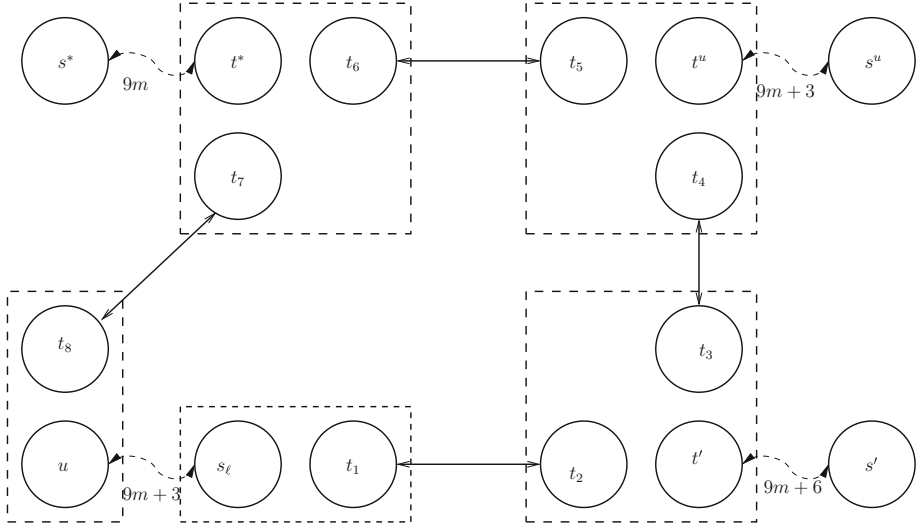 s* t* t₆ t₅ tᵘ sᵘ
9m 9m + 3
t₇ t₄
t₈ t₃
u s_ℓ t₁ t₂ t′ s′
9m + 3 9m + 6